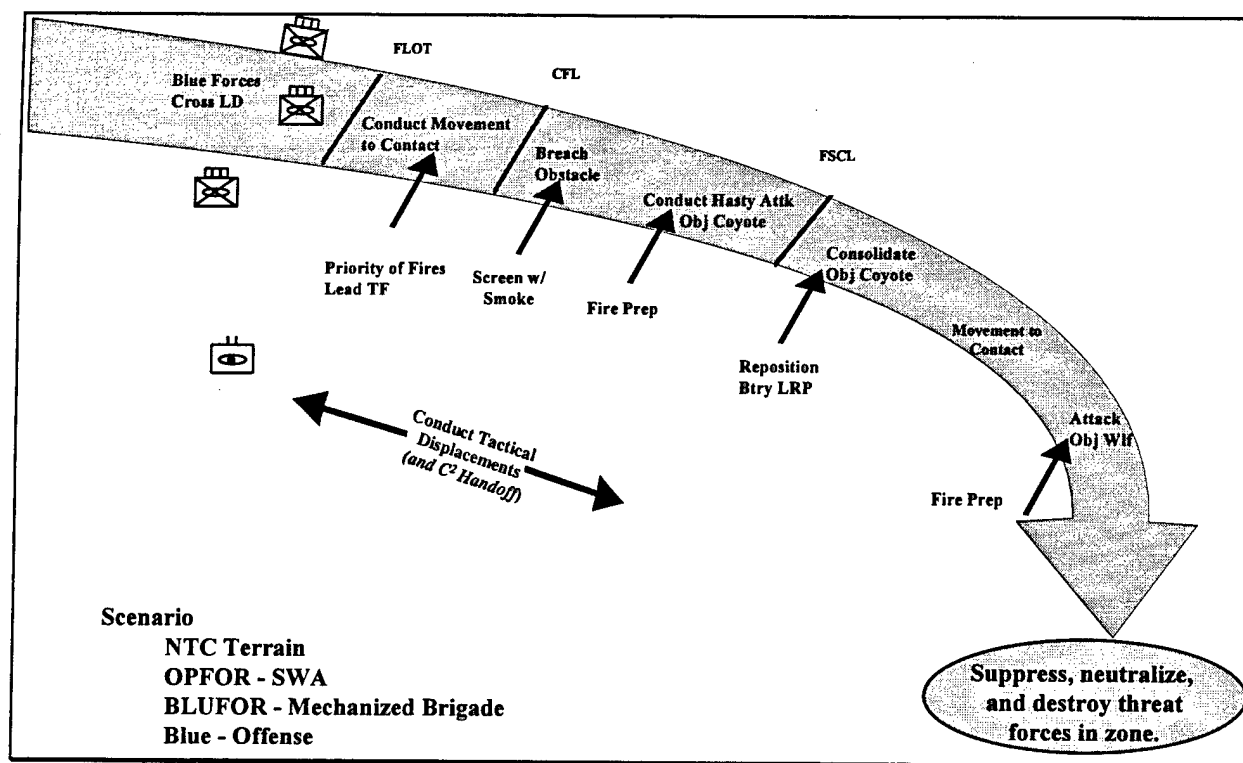 FLOT
CFL
FSCL
Blue Forces
Cross LD
Conduct Movement
to Contact
Breach
Obstacle
Conduct Hasty Attk
Obj Coyote
Consolidate
Obj Coyote
Movement to
Contact
Attack
Obj Wlf
Priority of Fires
Lead TF
Screen w/
Smoke
Fire Prep
Reposition
Btry LRP
Fire Prep
Conduct Tactical
Displacements
(and C² Handoff)
Scenario
NTC Terrain
OPFOR - SWA
BLUFOR - Mechanized Brigade
Blue - Offense
Suppress, neutralize,
and destroy threat
forces in zone.